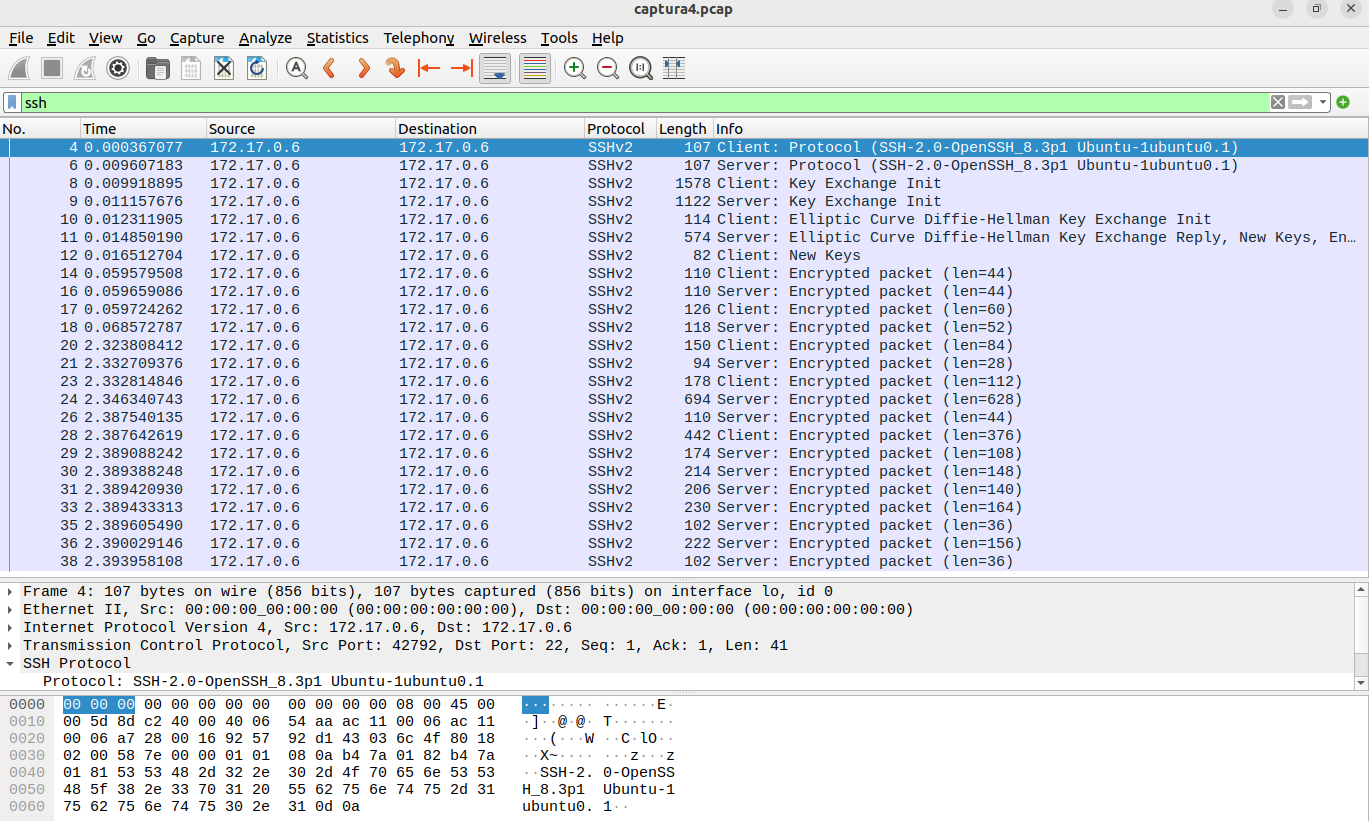 captura4.pcap
File Edit View Go Capture Analyze Statistics Telephony Wireless Tools Help
ssh
No. Time Source Destination Protocol Length Info
4 0.000367077 172.17.0.6 172.17.0.6 SSHv2 107 Client: Protocol (SSH-2.0-OpenSSH_8.3p1 Ubuntu-1ubuntu0.1)
6 0.009607183 172.17.0.6 172.17.0.6 SSHv2 107 Server: Protocol (SSH-2.0-OpenSSH_8.3p1 Ubuntu-1ubuntu0.1)
8 0.009918895 172.17.0.6 172.17.0.6 SSHv2 1578 Client: Key Exchange Init
9 0.011157676 172.17.0.6 172.17.0.6 SSHv2 1122 Server: Key Exchange Init
10 0.012311905 172.17.0.6 172.17.0.6 SSHv2 114 Client: Elliptic Curve Diffie-Hellman Key Exchange Init
11 0.014850190 172.17.0.6 172.17.0.6 SSHv2 574 Server: Elliptic Curve Diffie-Hellman Key Exchange Reply, New Keys, En…
12 0.016512704 172.17.0.6 172.17.0.6 SSHv2 82 Client: New Keys
14 0.059579508 172.17.0.6 172.17.0.6 SSHv2 110 Client: Encrypted packet (len=44)
16 0.059659086 172.17.0.6 172.17.0.6 SSHv2 110 Server: Encrypted packet (len=44)
17 0.059724262 172.17.0.6 172.17.0.6 SSHv2 126 Client: Encrypted packet (len=60)
18 0.068572787 172.17.0.6 172.17.0.6 SSHv2 118 Server: Encrypted packet (len=52)
20 2.323808412 172.17.0.6 172.17.0.6 SSHv2 150 Client: Encrypted packet (len=84)
21 2.332709376 172.17.0.6 172.17.0.6 SSHv2 94 Server: Encrypted packet (len=28)
23 2.332814846 172.17.0.6 172.17.0.6 SSHv2 178 Client: Encrypted packet (len=112)
24 2.346340743 172.17.0.6 172.17.0.6 SSHv2 694 Server: Encrypted packet (len=628)
26 2.387540135 172.17.0.6 172.17.0.6 SSHv2 110 Server: Encrypted packet (len=44)
28 2.387642619 172.17.0.6 172.17.0.6 SSHv2 442 Client: Encrypted packet (len=376)
29 2.389088242 172.17.0.6 172.17.0.6 SSHv2 174 Server: Encrypted packet (len=108)
30 2.389388248 172.17.0.6 172.17.0.6 SSHv2 214 Server: Encrypted packet (len=148)
31 2.389420930 172.17.0.6 172.17.0.6 SSHv2 206 Server: Encrypted packet (len=140)
33 2.389433313 172.17.0.6 172.17.0.6 SSHv2 230 Server: Encrypted packet (len=164)
35 2.389605490 172.17.0.6 172.17.0.6 SSHv2 102 Server: Encrypted packet (len=36)
36 2.390029146 172.17.0.6 172.17.0.6 SSHv2 222 Server: Encrypted packet (len=156)
38 2.393958108 172.17.0.6 172.17.0.6 SSHv2 102 Server: Encrypted packet (len=36)
Frame 4: 107 bytes on wire (856 bits), 107 bytes captured (856 bits) on interface lo, id 0
Ethernet II, Src: 00:00:00_00:00:00 (00:00:00:00:00:00), Dst: 00:00:00_00:00:00 (00:00:00:00:00:00)
Internet Protocol Version 4, Src: 172.17.0.6, Dst: 172.17.0.6
Transmission Control Protocol, Src Port: 42792, Dst Port: 22, Seq: 1, Ack: 1, Len: 41
SSH Protocol
Protocol: SSH-2.0-OpenSSH_8.3p1 Ubuntu-1ubuntu0.1
0000 00 00 00 00 00 00 00 00 00 00 00 00 08 00 45 00 ········ ······E·
0010 00 5d 8d c2 40 00 40 06 54 aa ac 11 00 06 ac 11 ·]··@·@· T·······
0020 00 06 a7 28 00 16 92 57 92 d1 43 03 6c 4f 80 18 ···(···W ··C·lO··
0030 02 00 58 7e 00 00 01 01 08 0a b4 7a 01 82 b4 7a ··X~···· ···z···z
0040 01 81 53 53 48 2d 32 2e 30 2d 4f 70 65 6e 53 53 ··SSH-2. 0-OpenSS
0050 48 5f 38 2e 33 70 31 20 55 62 75 6e 74 75 2d 31 H_8.3p1 Ubuntu-1
0060 75 62 75 6e 74 75 30 2e 31 0d 0a ubuntu0. 1··